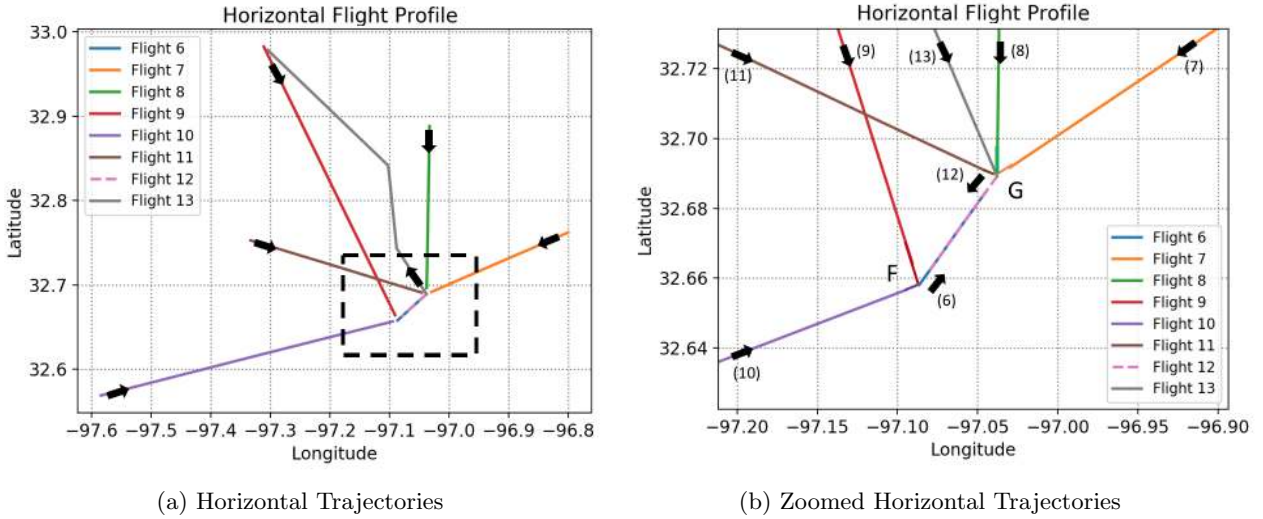 Horizontal Flight Profile
33.0
32.9
32.8
32.7
32.6
Latitude
Flight 6
Flight 7
Flight 8
Flight 9
Flight 10
Flight 11
Flight 12
Flight 13
−97.6 −97.5 −97.4 −97.3 −97.2 −97.1 −97.0 −96.9 −96.8
Longitude
(a) Horizontal Trajectories
Horizontal Flight Profile
32.72
32.70
32.68
32.66
32.64
Latitude
(11)
(9)
(13)
(8)
(7)
(12)
G
F
(6)
(10)
Flight 6
Flight 7
Flight 8
Flight 9
Flight 10
Flight 11
Flight 12
Flight 13
−97.20 −97.15 −97.10 −97.05 −97.00 −96.95 −96.90
Longitude
(b) Zoomed Horizontal Trajectories